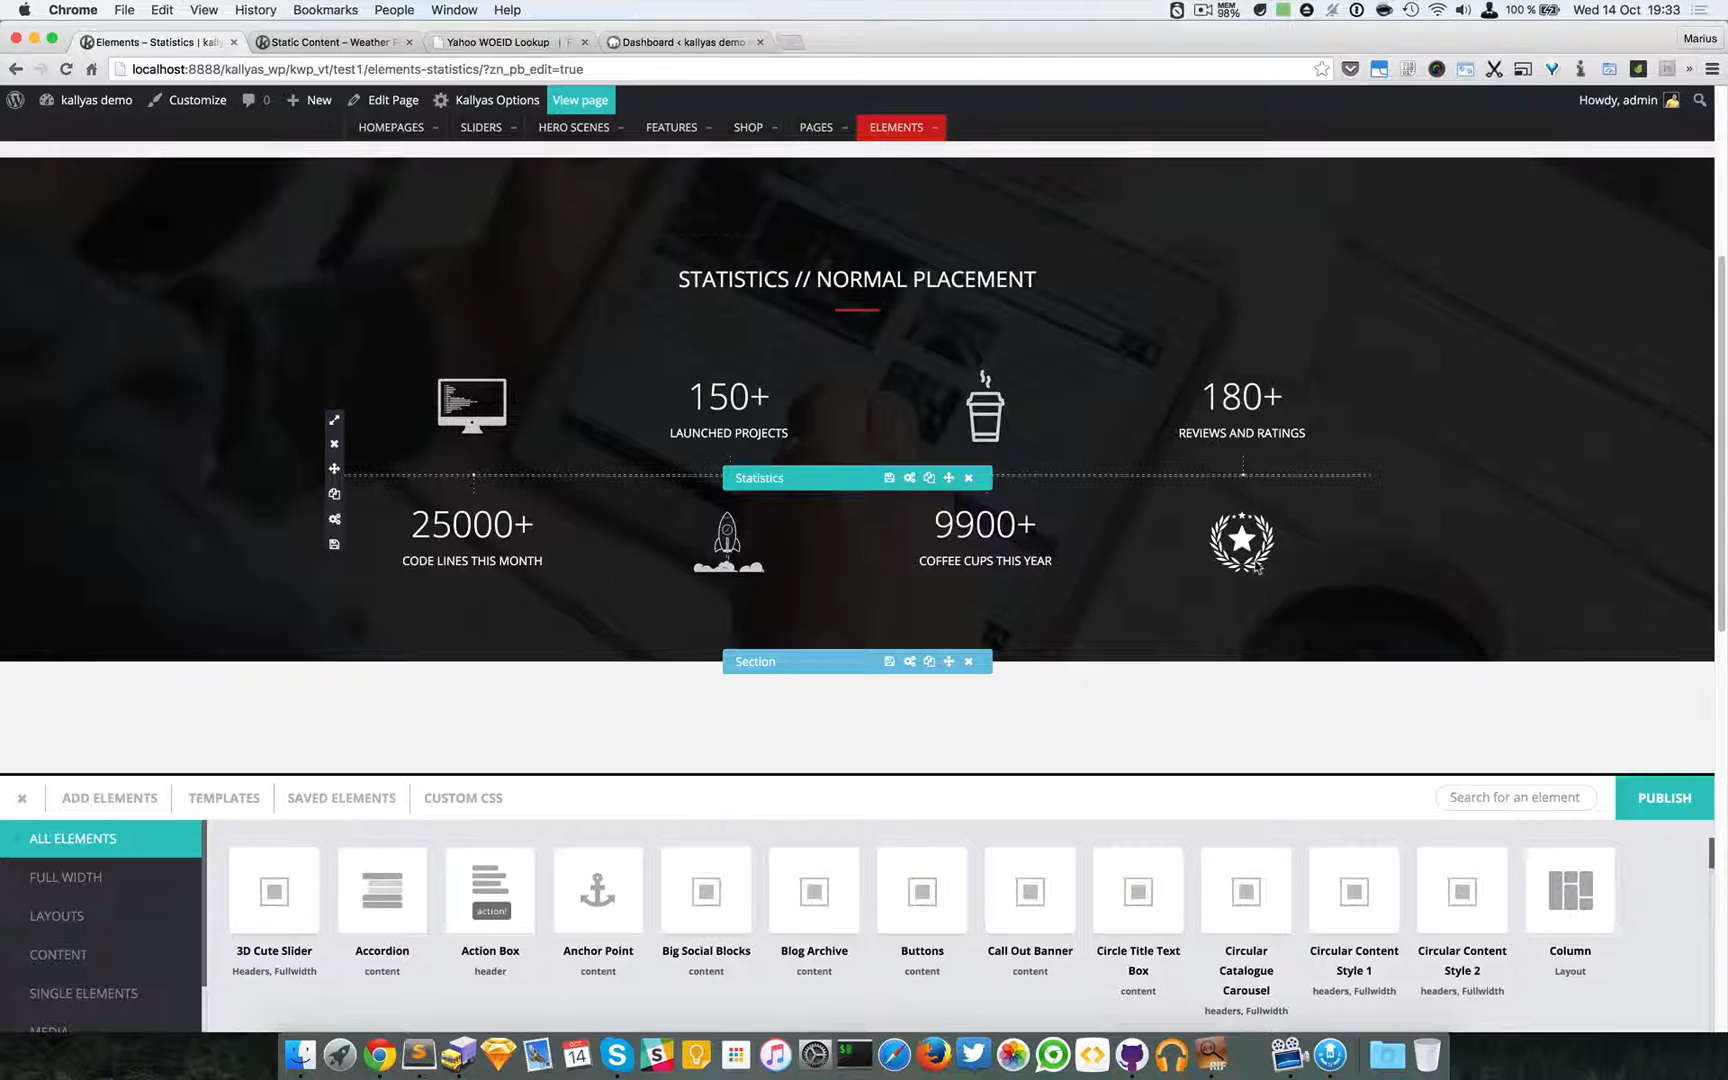 Chrome File Edit View History Bookmarks People Window Help MEM 98% 100 % Wed 14 Oct 19:33
Elements – Statistics | kally Static Content – Weather F Yahoo WOEID Lookup | F Dashboard ‹ kallyas demo Marius
localhost:8888/kallyas_wp/kwp_vt/test1/elements-statistics/?zn_pb_edit=true
kallyas demo Customize 0 New Edit Page Kallyas Options View page Howdy, admin
HOMEPAGES SLIDERS HERO SCENES FEATURES SHOP PAGES ELEMENTS
STATISTICS // NORMAL PLACEMENT
150+ 180+
LAUNCHED PROJECTS REVIEWS AND RATINGS
Statistics
25000+ 9900+
CODE LINES THIS MONTH COFFEE CUPS THIS YEAR
Section
ADD ELEMENTS TEMPLATES SAVED ELEMENTS CUSTOM CSS Search for an element PUBLISH
ALL ELEMENTS
FULL WIDTH
LAYOUTS
CONTENT
SINGLE ELEMENTS
MEDIA
action!
3D Cute Slider Accordion Action Box Anchor Point Big Social Blocks Blog Archive Buttons Call Out Banner Circle Title Text Circular Circular Content Circular Content Column
Headers, Fullwidth content header content content content content content Box Catalogue Style 1 Style 2 Layout
content Carousel headers, Fullwidth headers, Fullwidth
headers, Fullwidth
OCT
14
RIF